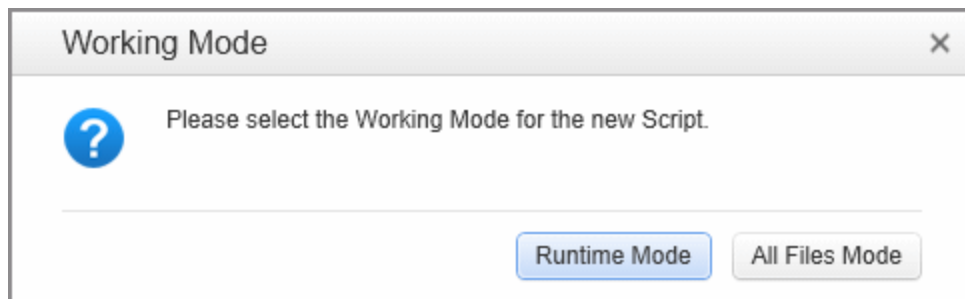 Working Mode
Please select the Working Mode for the new Script.
Runtime Mode
All Files Mode